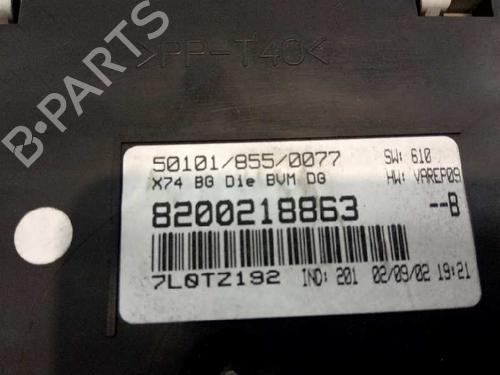 >PP-T40<
B-PARTS
50101/855/0077 SW: 610
X74 BG Die BVM DG HW: VAREP09
8200218863 --B
7L0TZ192 IND: 201 02/09/02 19:21